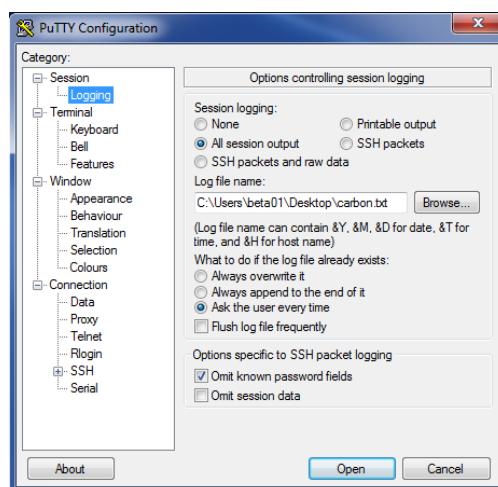 PuTTY Configuration
Category:
Session
Logging
Terminal
Keyboard
Bell
Features
Window
Appearance
Behaviour
Translation
Selection
Colours
Connection
Data
Proxy
Telnet
Rlogin
SSH
Serial
Options controlling session logging
Session logging:
None
Printable output
All session output
SSH packets
SSH packets and raw data
Log file name:
C:\Users\beta01\Desktop\carbon.txt
Browse...
(Log file name can contain &Y, &M, &D for date, &T for
time, and &H for host name)
What to do if the log file already exists:
Always overwrite it
Always append to the end of it
Ask the user every time
Flush log file frequently
Options specific to SSH packet logging
Omit known password fields
Omit session data
About
Open
Cancel